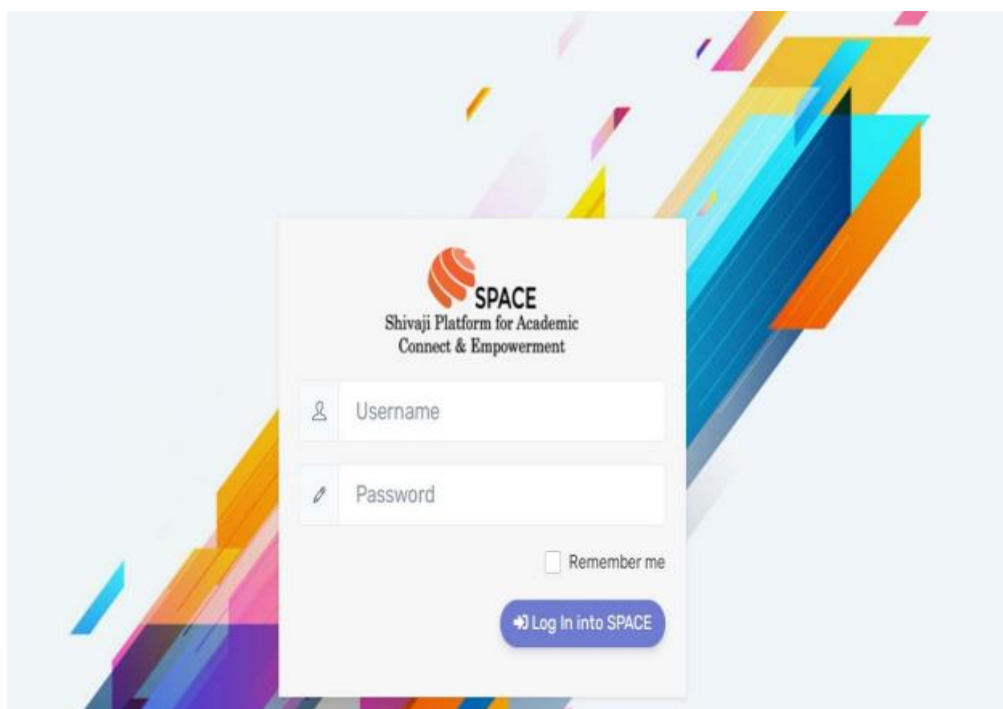 SPACE
Shivaji Platform for Academic
Connect & Empowerment
Username
Password
Remember me
Log In into SPACE